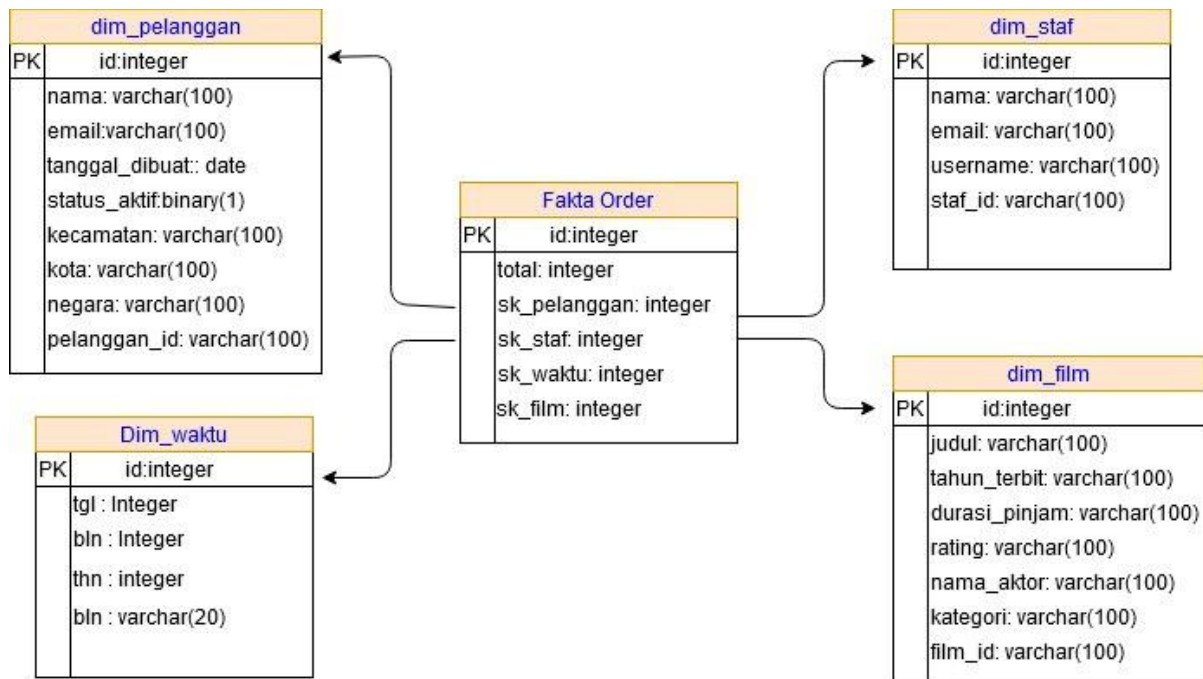 dim_pelanggan
PK id:integer
nama: varchar(100)
email:varchar(100)
tanggal_dibuat:: date
status_aktif:binary(1)
kecamatan: varchar(100)
kota: varchar(100)
negara: varchar(100)
pelanggan_id: varchar(100)
Dim_waktu
PK id:integer
tgl : Integer
bln : Integer
thn : integer
bln : varchar(20)
Fakta Order
PK id:integer
total: integer
sk_pelanggan: integer
sk_staf: integer
sk_waktu: integer
sk_film: integer
dim_staf
PK id:integer
nama: varchar(100)
email: varchar(100)
username: varchar(100)
staf_id: varchar(100)
dim_film
PK id:integer
judul: varchar(100)
tahun_terbit: varchar(100)
durasi_pinjam: varchar(100)
rating: varchar(100)
nama_aktor: varchar(100)
kategori: varchar(100)
film_id: varchar(100)